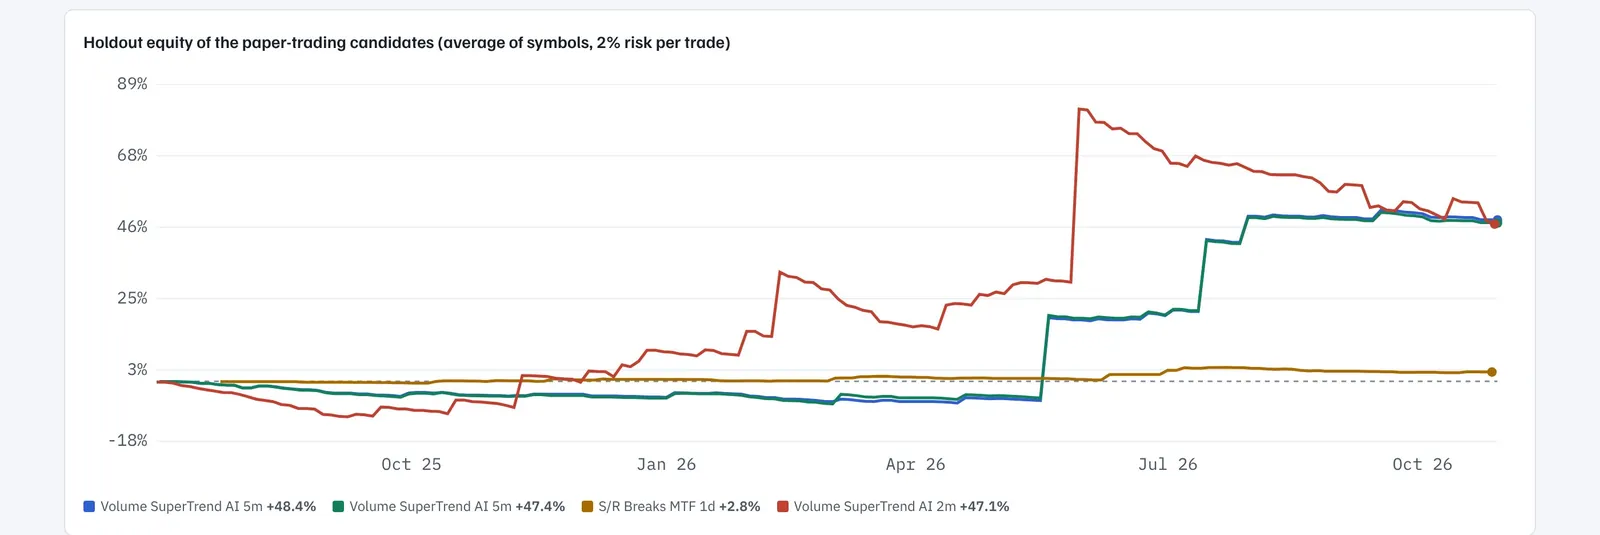 Holdout equity of the paper-trading candidates (average of symbols, 2% risk per trade)
89%
68%
46%
25%
3%
-18%
Oct 25 Jan 26 Apr 26 Jul 26 Oct 26
Volume SuperTrend AI 5m +48.4% Volume SuperTrend AI 5m +47.4% S/R Breaks MTF 1d +2.8% Volume SuperTrend AI 2m +47.1%